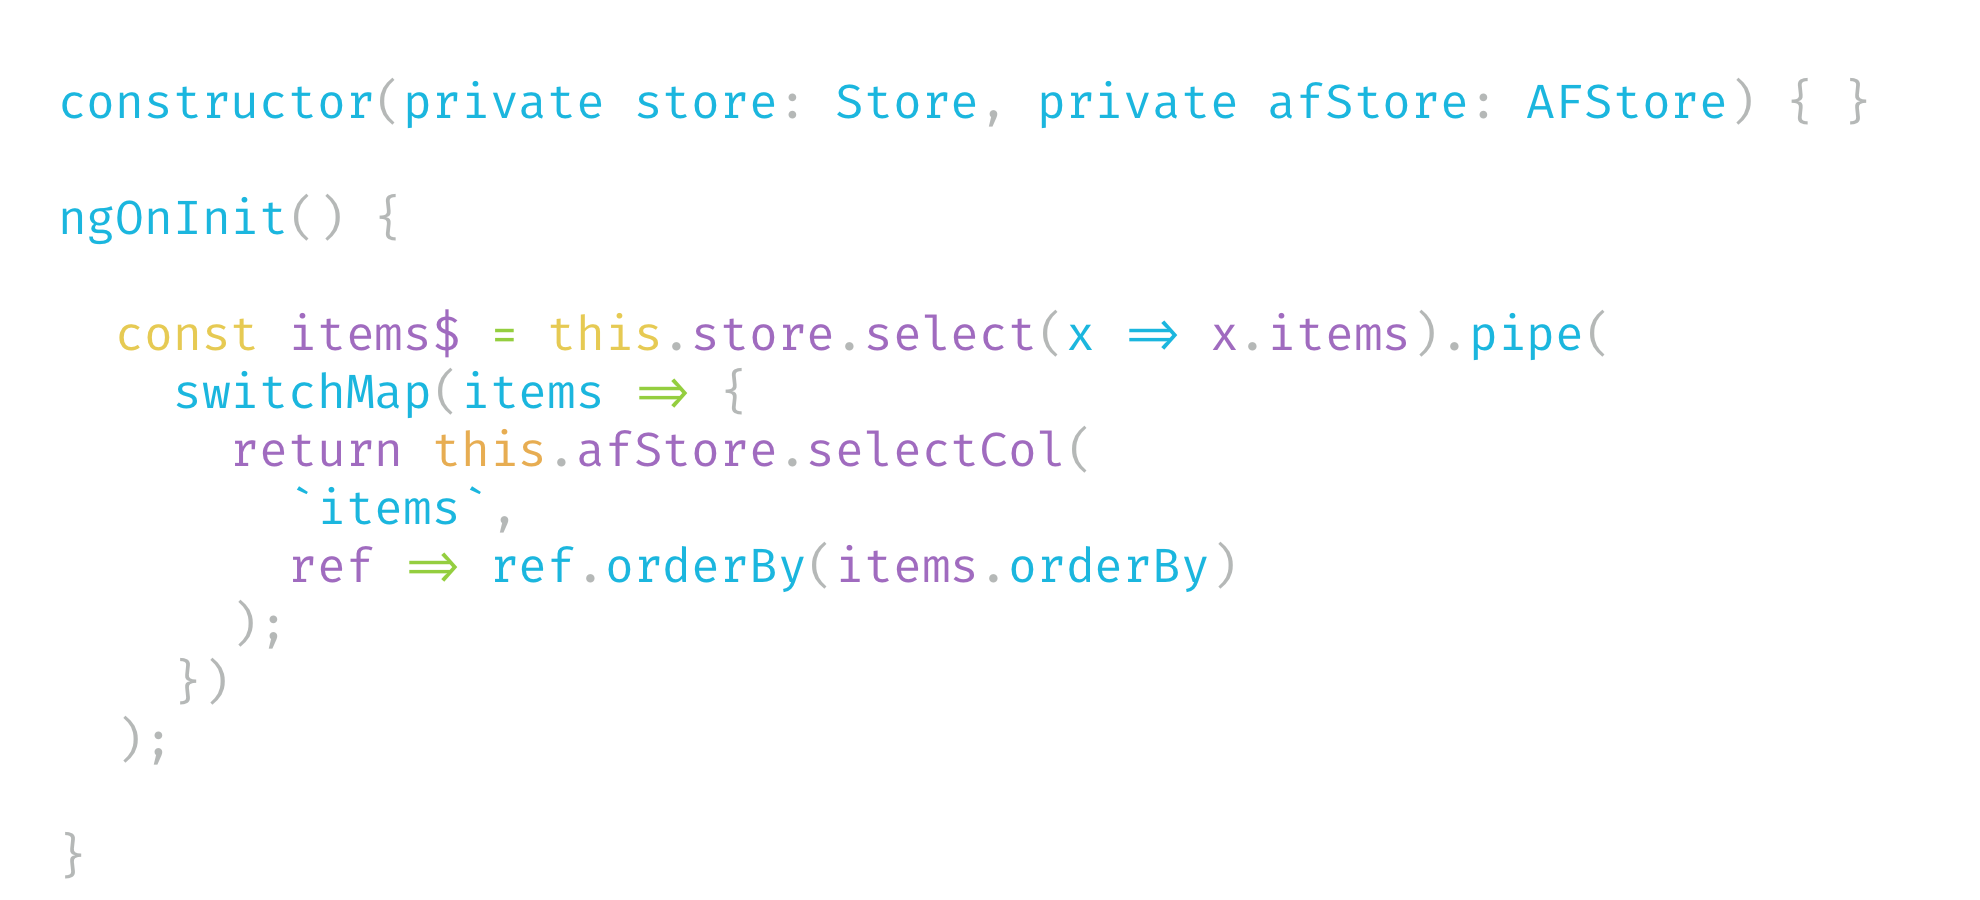 constructor(private store: Store, private afStore: AFStore) { }
ngOnInit() {
const items$ = this.store.select(x => x.items).pipe(
switchMap(items => {
return this.afStore.selectCol(
`items`,
ref => ref.orderBy(items.orderBy)
);
})
);
}